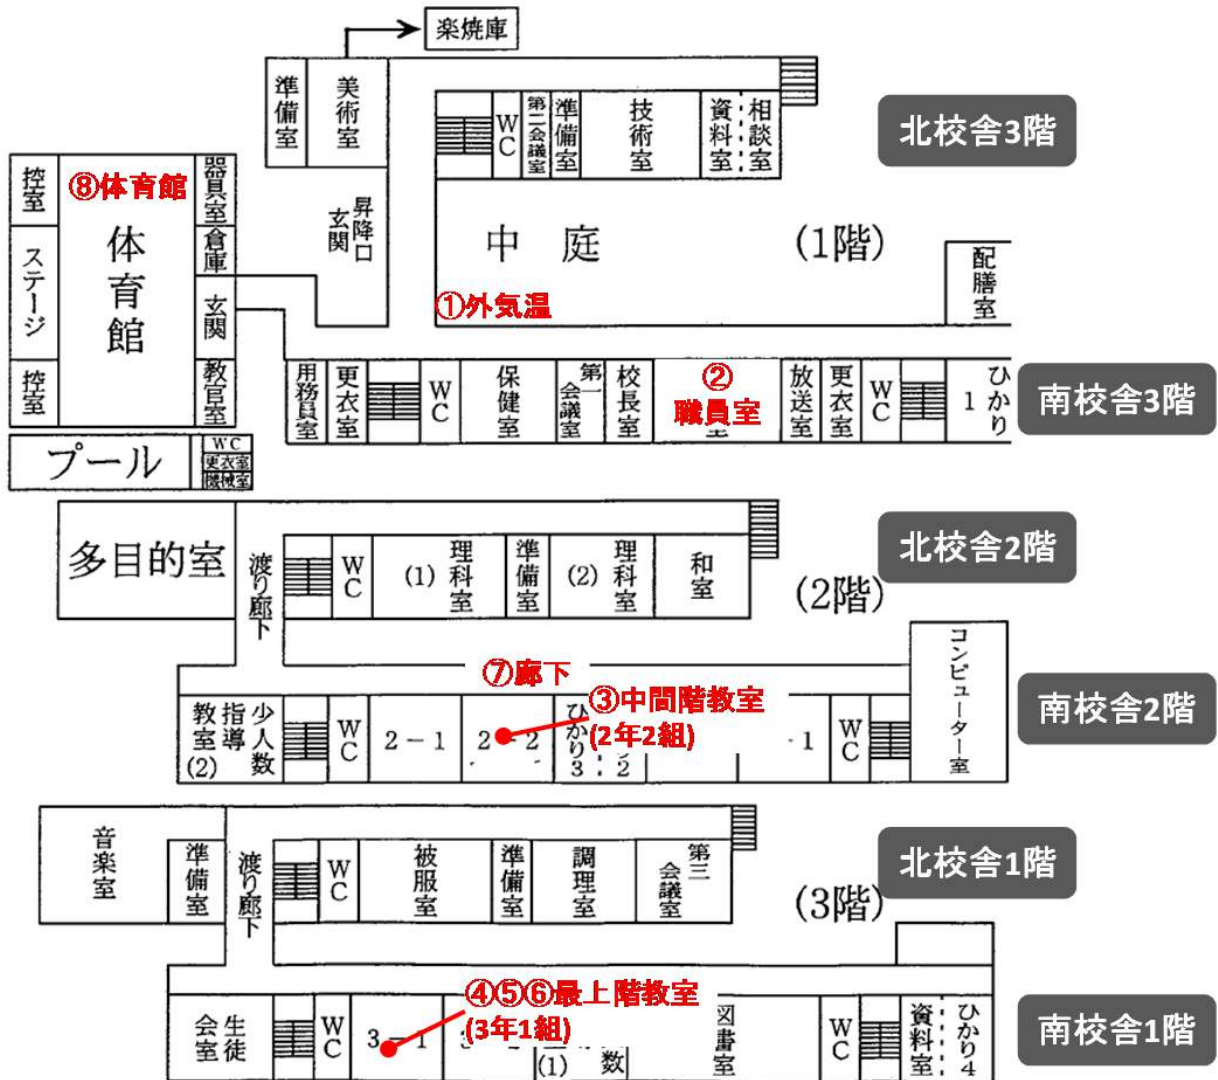 楽焼庫
準備室
美術室
WC
第二会議室
準備室
技術室
資料室
相談室
北校舎3階
控室
⑧体育館
器具室
昇降口
玄関
中庭
(1階)
ステージ
体育館
倉庫
玄関
配膳室
①外気温
控室
教官室
用務員室
更衣室
WC
保健室
第一会議室
校長室
②
職員室
放送室
更衣室
WC
ひかり1
南校舎3階
プール
WC
更衣室
機械室
多目的室
渡り廊下
WC
理科室(1)
準備室
理科室(2)
和室
(2階)
北校舎2階
⑦廊下
コンピューター室
少人数指導教室(2)
WC
2-1
2-2
ひかり3
2
③中間階教室
(2年2組)
1
WC
南校舎2階
音楽室
準備室
渡り廊下
WC
被服室
準備室
調理室
第三会議室
(3階)
北校舎1階
④⑤⑥最上階教室
(3年1組)
生徒会室
WC
3-1
数
(1)
図書室
WC
資料室
ひかり4
南校舎1階